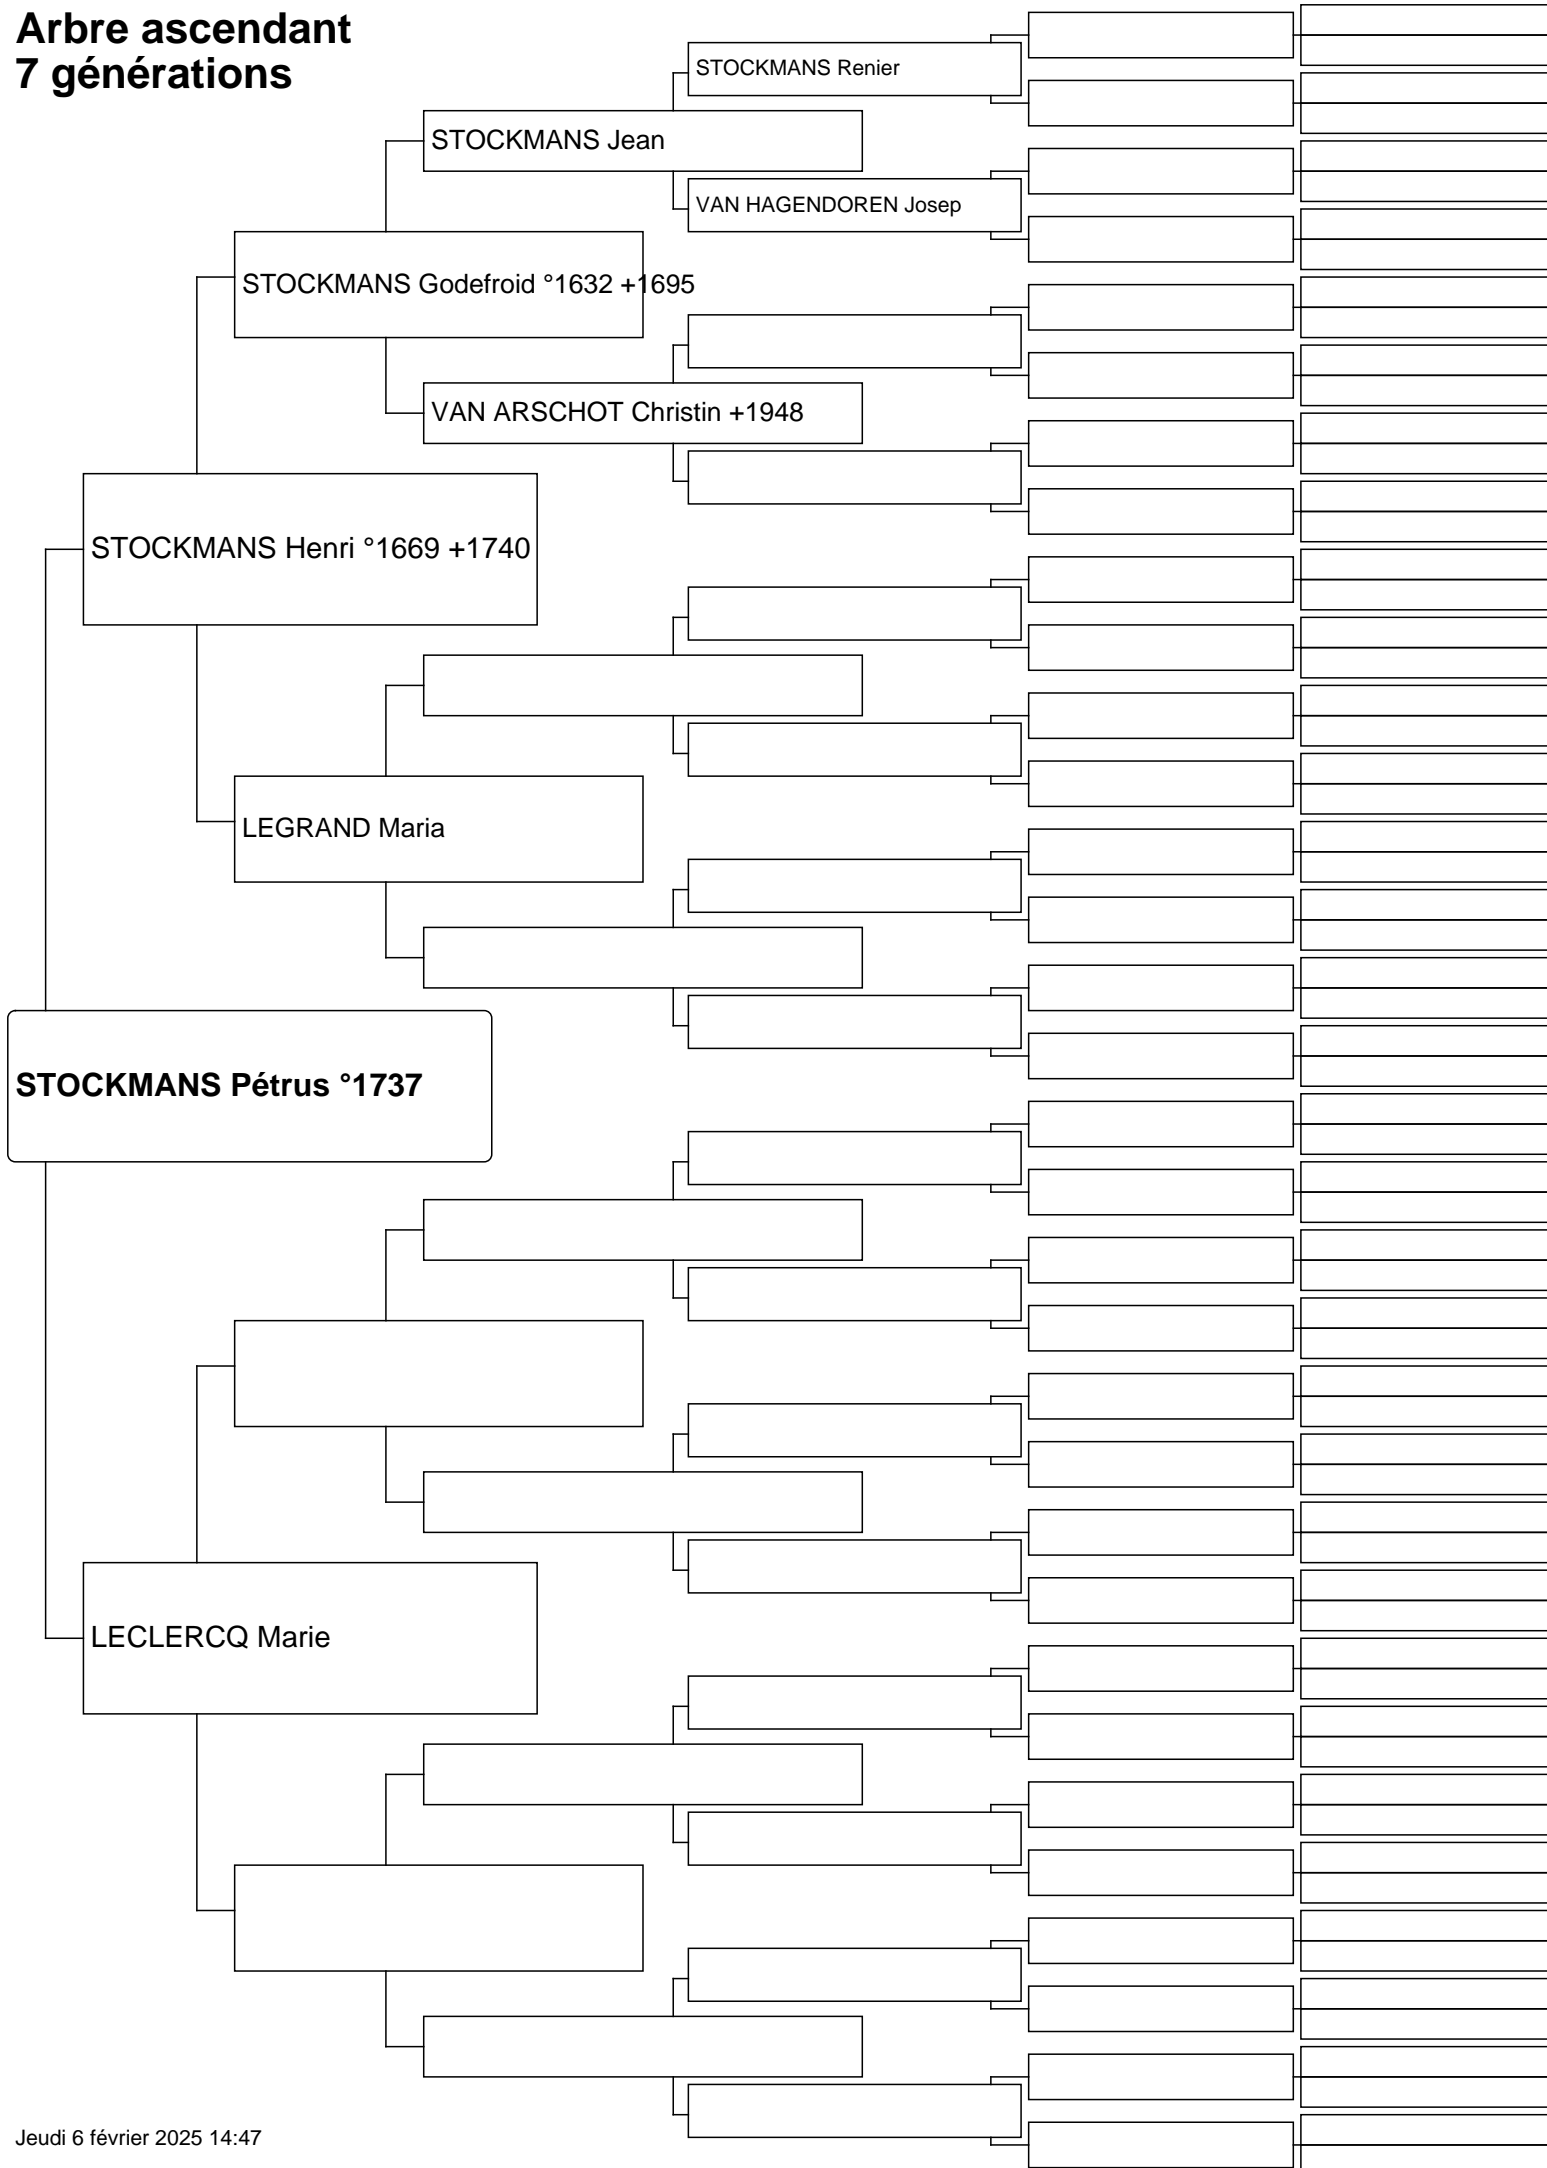 Arbre ascendant
7 générations
STOCKMANS Renier
STOCKMANS Jean
VAN HAGENDOREN Josep
STOCKMANS Godefroid °1632 +1695
VAN ARSCHOT Christin +1948
STOCKMANS Henri °1669 +1740
LEGRAND Maria
STOCKMANS Pétrus °1737
LECLERCQ Marie
Jeudi 6 février 2025 14:47